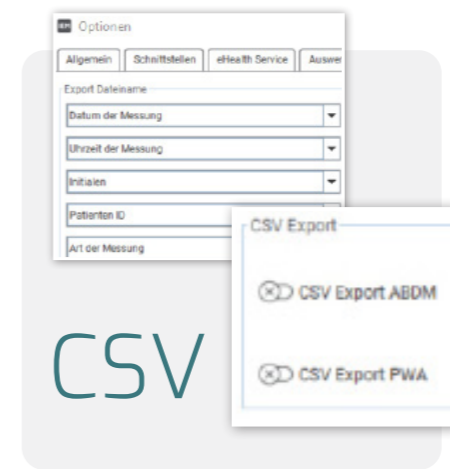 Optionen
Allgemein Schnittstellen eHealth Service Auswer
Export Dateiname
Datum der Messung
Uhrzeit der Messung
Initialen
Patienten ID
Art der Messung
CSV Export
CSV Export ABDM
CSV Export PWA
CSV